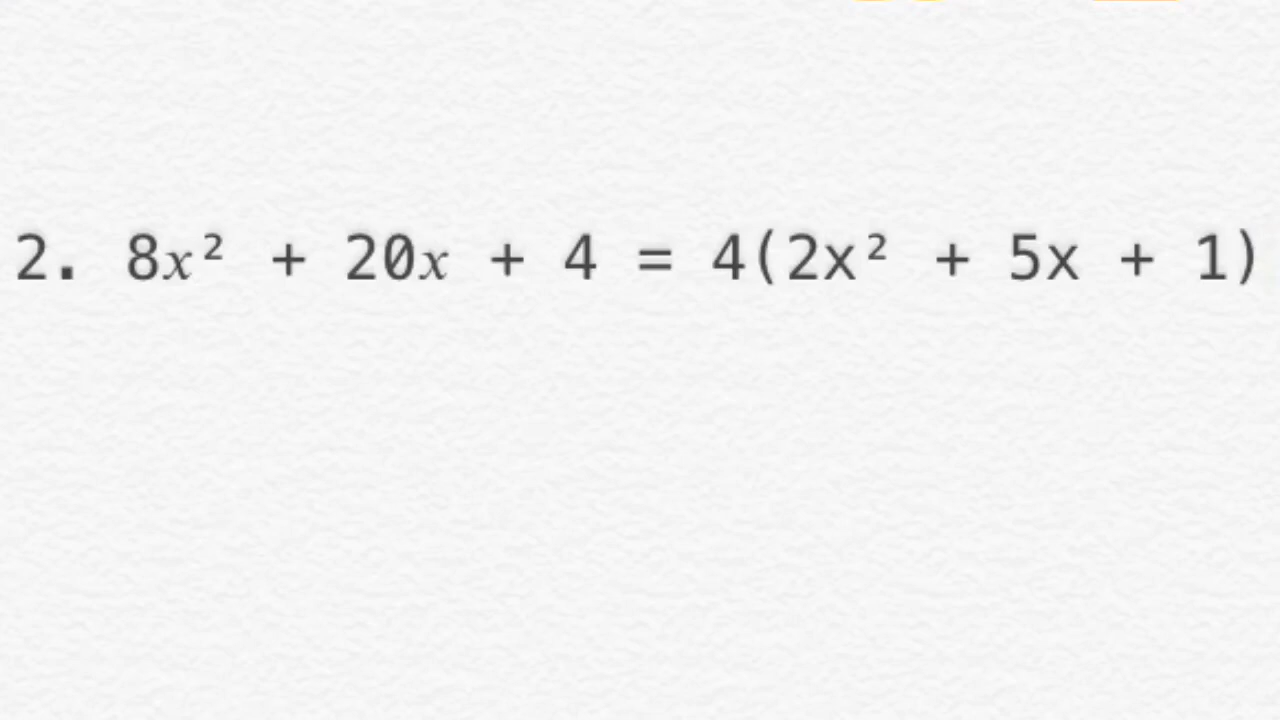 2. 8𝑥² + 20𝑥 + 4 = 4(2x² + 5x + 1)